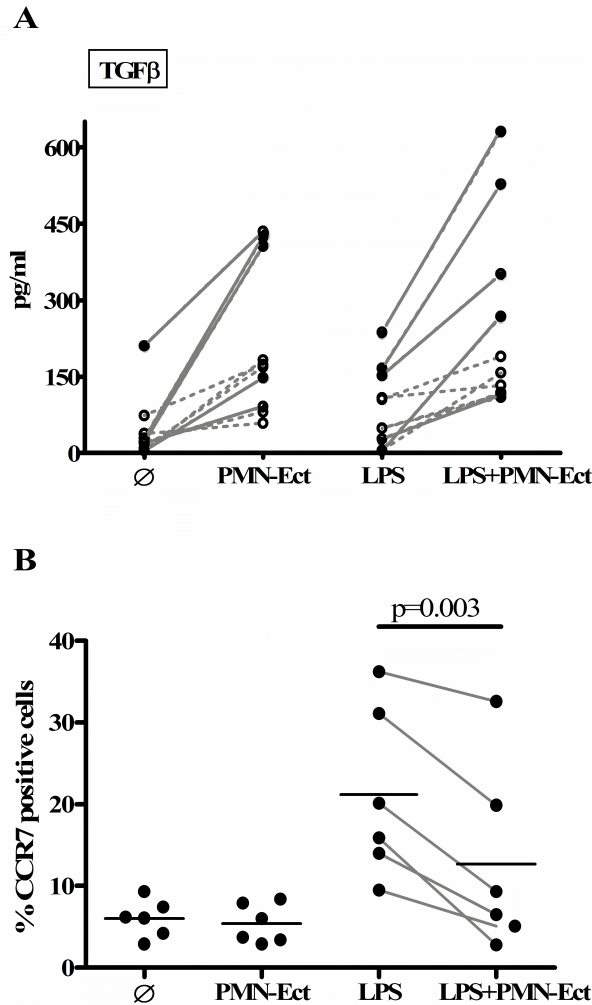 A
TGFβ
pg/ml
600
450
300
150
0
∅ PMN-Ect LPS LPS+PMN-Ect
B
p=0.003
% CCR7 positive cells
40
30
20
10
0
∅ PMN-Ect LPS LPS+PMN-Ect